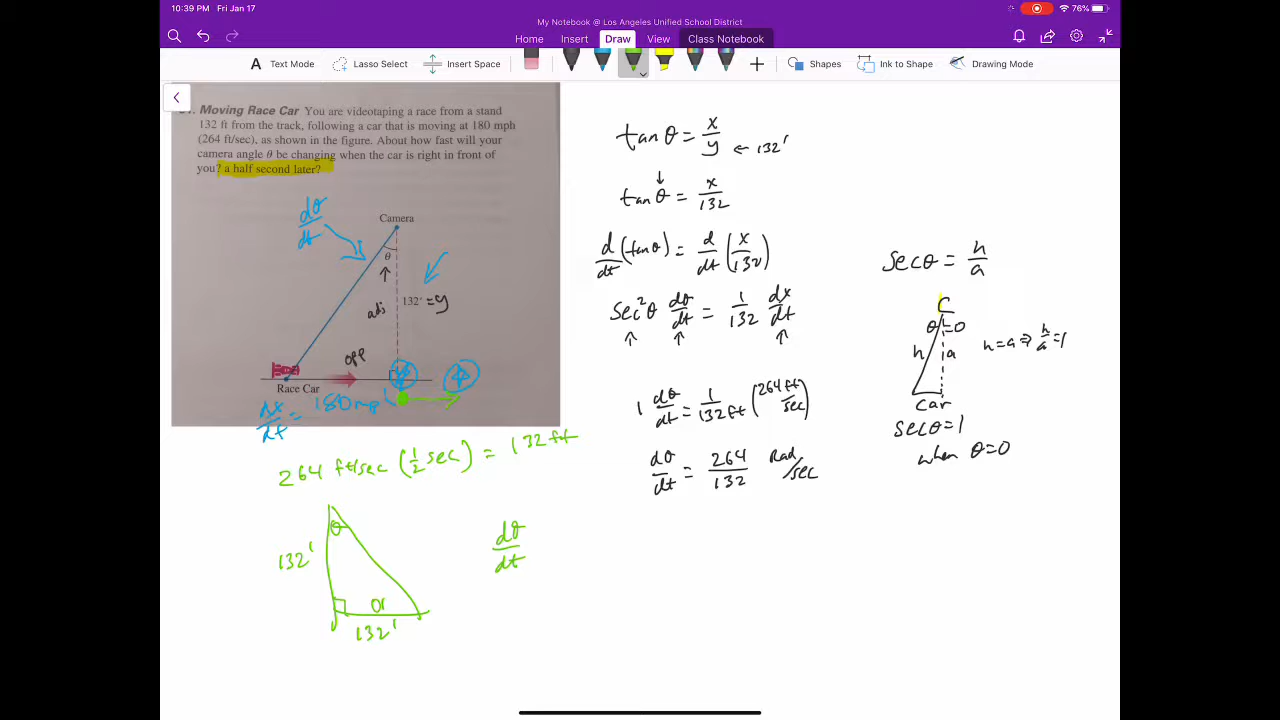 10:39 PM Fri Jan 17
76%
My Notebook @ Los Angeles Unified School District
Home Insert Draw View Class Notebook
A Text Mode Lasso Select Insert Space Shapes Ink to Shape Drawing Mode
Moving Race Car You are videotaping a race from a stand
132 ft from the track, following a car that is moving at 180 mph
(264 ft/sec), as shown in the figure. About how fast will your
camera angle θ be changing when the car is right in front of
you? a half second later?
dθ/dt
Camera
θ
132' = y
adj
opp
Race Car
dx/dt = 180 mph
264 ft/sec (1/2 sec) = 132 feet
θ
132'
132'
dθ/dt
tan θ = x/y ← 132'
tan θ = x/132
d/dt (tan θ) = d/dt (x/132)
sec² θ dθ/dt = 1/132 dx/dt
1 dθ/dt = 1/132 ft (264 ft/sec)
dθ/dt = 264/132 Rad/sec
sec θ = h/a
C
θ = 0
h a
h = a ⇒ h/a = 1
Car
sec θ = 1
when θ = 0